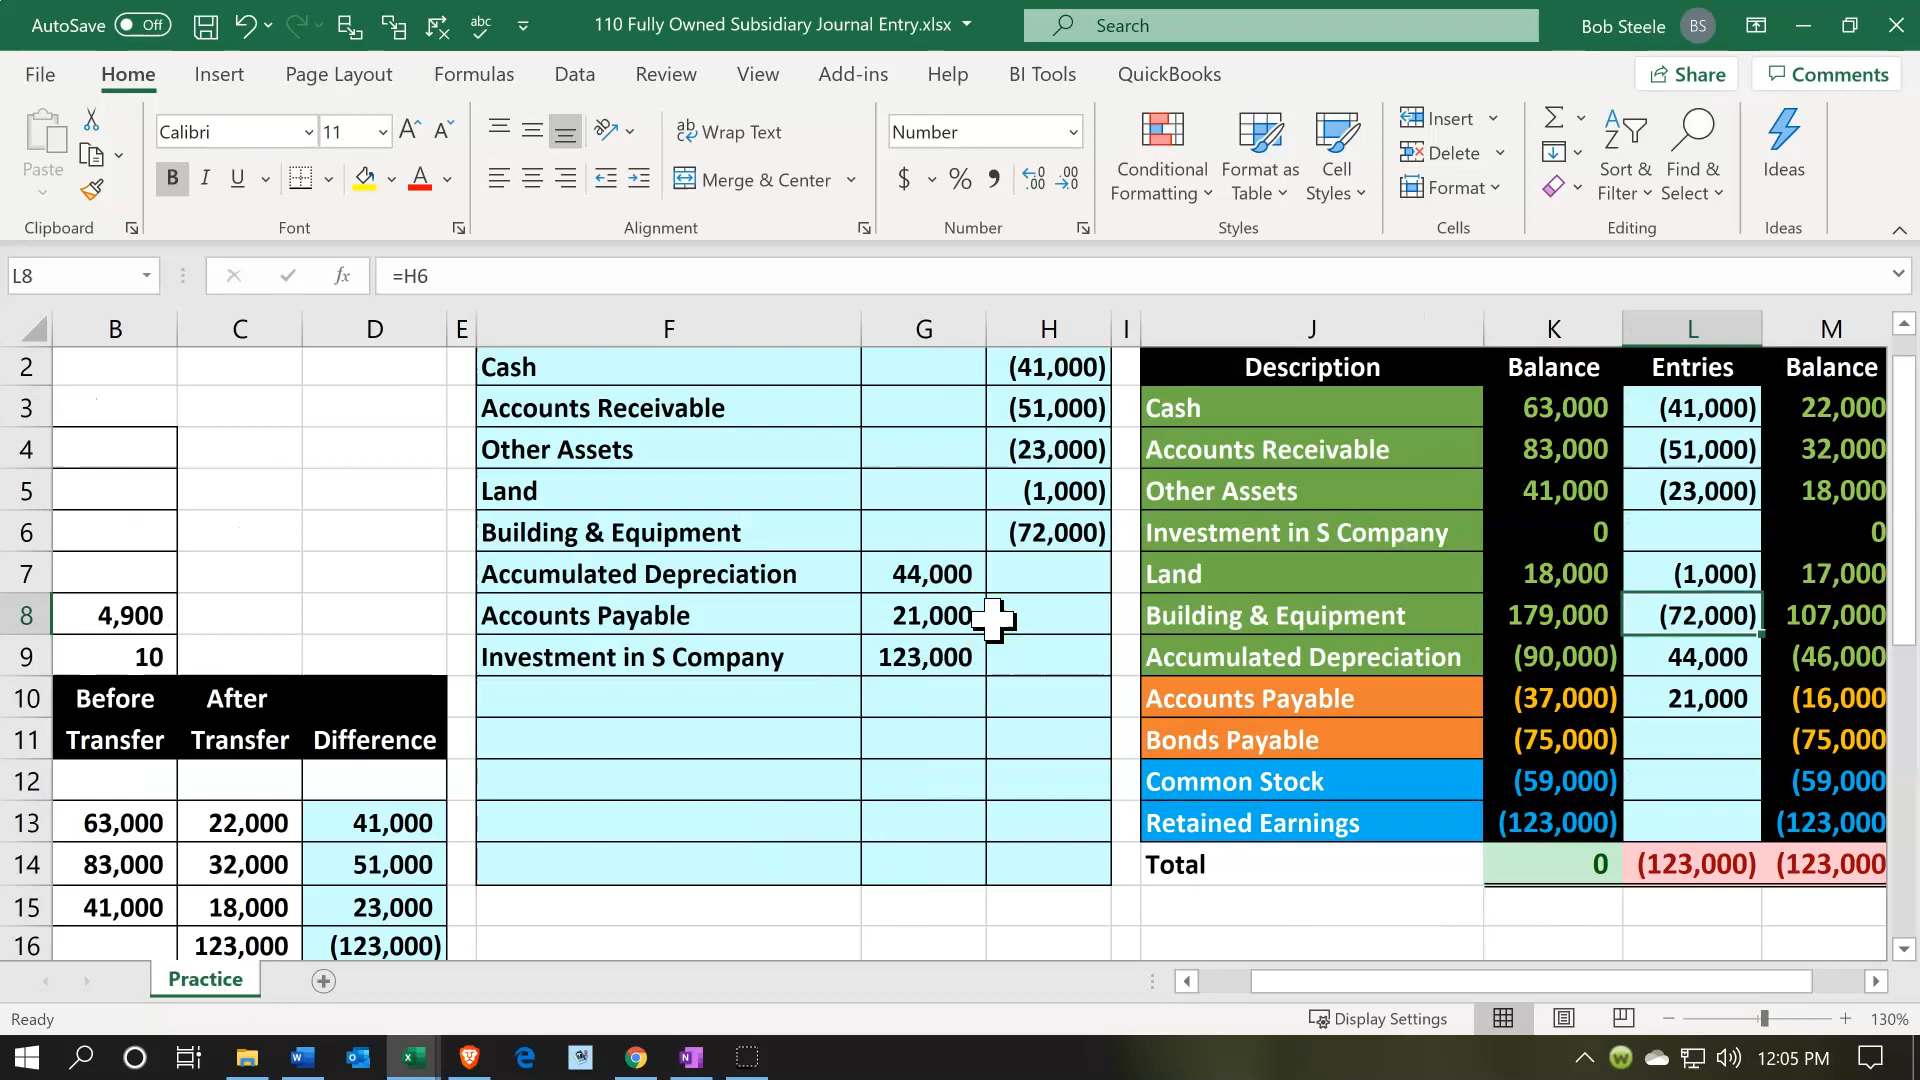 AutoSave Off
110 Fully Owned Subsidiary Journal Entry.xlsx
Search
Bob Steele BS
File Home Insert Page Layout Formulas Data Review View Add-ins Help BI Tools QuickBooks Share Comments
Paste
Clipboard
Calibri 11
B I U
Font
ab Wrap Text
Merge & Center
Alignment
Number
$ % 9 .00 .00
Number
Conditional Formatting
Format as Table
Cell Styles
Styles
Insert
Delete
Format
Cells
Sort & Filter
Find & Select
Editing
Ideas
Ideas
L8 fx =H6
B C D E F G H I J K L M
2 Cash (41,000) Description Balance Entries Balance
3 Accounts Receivable (51,000) Cash 63,000 (41,000) 22,000
4 Other Assets (23,000) Accounts Receivable 83,000 (51,000) 32,000
5 Land (1,000) Other Assets 41,000 (23,000) 18,000
6 Building & Equipment (72,000) Investment in S Company 0 0
7 Accumulated Depreciation 44,000 Land 18,000 (1,000) 17,000
8 4,900 Accounts Payable 21,000 Building & Equipment 179,000 (72,000) 107,000
9 10 Investment in S Company 123,000 Accumulated Depreciation (90,000) 44,000 (46,000)
10 Before After Accounts Payable (37,000) 21,000 (16,000
11 Transfer Transfer Difference Bonds Payable (75,000) (75,000
12 Common Stock (59,000) (59,000
13 63,000 22,000 41,000 Retained Earnings (123,000) (123,000
14 83,000 32,000 51,000 Total 0 (123,000) (123,000
15 41,000 18,000 23,000
16 123,000 (123,000)
Practice
Ready Display Settings 130%
12:05 PM